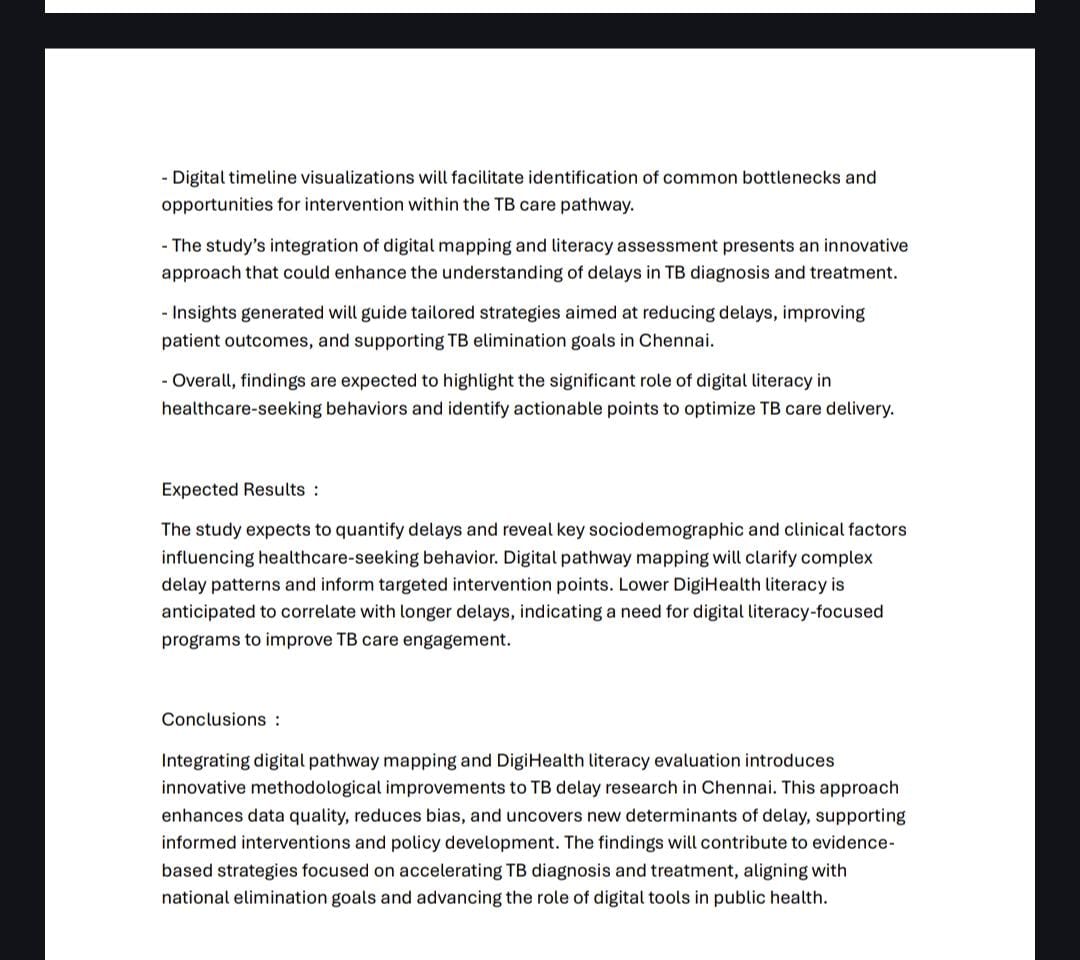 - Digital timeline visualizations will facilitate identification of common bottlenecks and
opportunities for intervention within the TB care pathway.
- The study’s integration of digital mapping and literacy assessment presents an innovative
approach that could enhance the understanding of delays in TB diagnosis and treatment.
- Insights generated will guide tailored strategies aimed at reducing delays, improving
patient outcomes, and supporting TB elimination goals in Chennai.
- Overall, findings are expected to highlight the significant role of digital literacy in
healthcare-seeking behaviors and identify actionable points to optimize TB care delivery.
Expected Results :
The study expects to quantify delays and reveal key sociodemographic and clinical factors
influencing healthcare-seeking behavior. Digital pathway mapping will clarify complex
delay patterns and inform targeted intervention points. Lower DigiHealth literacy is
anticipated to correlate with longer delays, indicating a need for digital literacy-focused
programs to improve TB care engagement.
Conclusions :
Integrating digital pathway mapping and DigiHealth literacy evaluation introduces
innovative methodological improvements to TB delay research in Chennai. This approach
enhances data quality, reduces bias, and uncovers new determinants of delay, supporting
informed interventions and policy development. The findings will contribute to evidence-
based strategies focused on accelerating TB diagnosis and treatment, aligning with
national elimination goals and advancing the role of digital tools in public health.